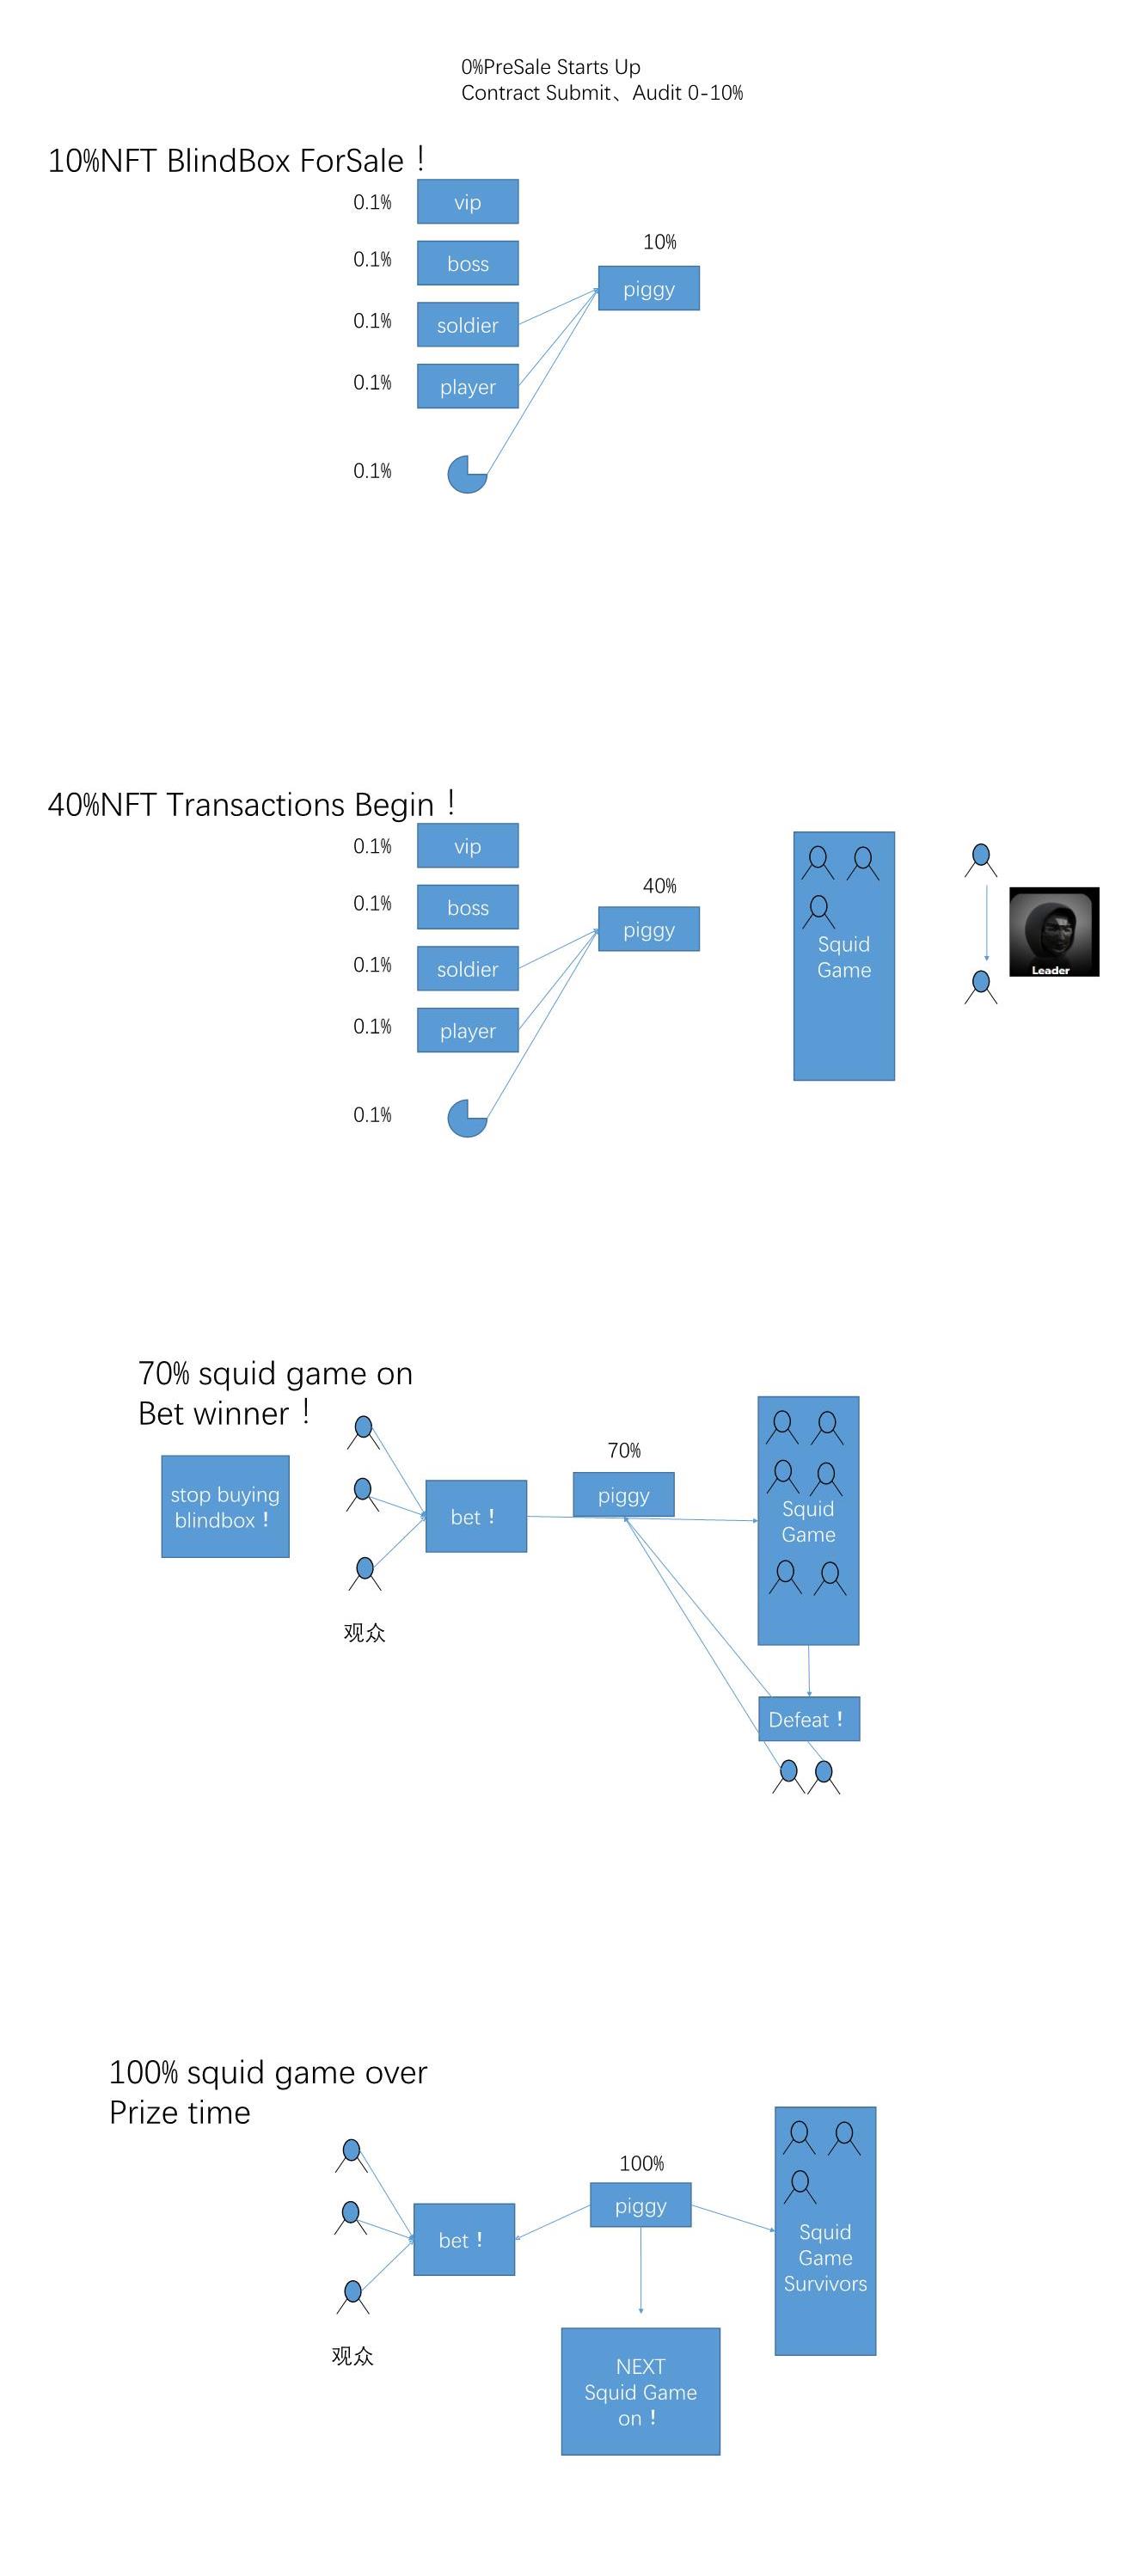 0%PreSale Starts Up
Contract Submit、Audit 0-10%
10%NFT BlindBox ForSale！
0.1%
vip
10%
0.1%
boss
piggy
0.1%
soldier
0.1%
player
0.1%
40%NFT Transactions Begin！
0.1%
vip
40%
0.1%
boss
piggy
0.1%
soldier
Squid
Game
Leader
0.1%
player
0.1%
70% squid game on
Bet winner！
stop buying
blindbox！
bet！
70%
piggy
Squid
Game
观众
Defeat！
100% squid game over
Prize time
100%
piggy
bet！
Squid
Game
Survivors
观众
NEXT
Squid Game
on！